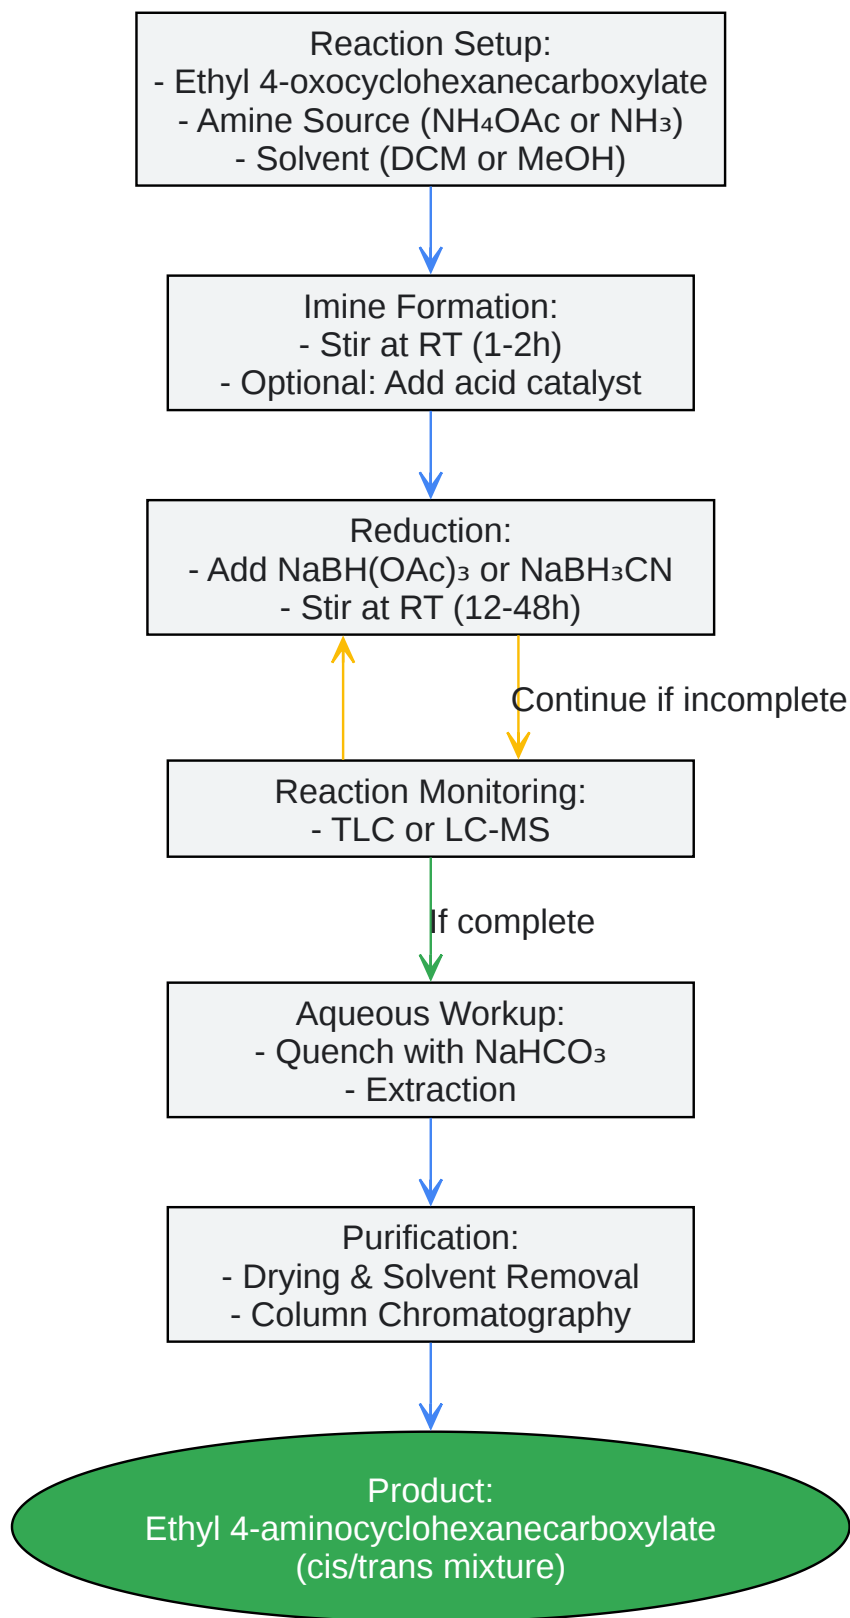 Reaction Setup:
- Ethyl 4-oxocyclohexanecarboxylate
- Amine Source (NH₄OAc or NH₃)
- Solvent (DCM or MeOH)
Imine Formation:
- Stir at RT (1-2h)
- Optional: Add acid catalyst
Reduction:
- Add NaBH(OAc)₃ or NaBH₃CN
- Stir at RT (12-48h)
Continue if incomplete
Reaction Monitoring:
- TLC or LC-MS
If complete
Aqueous Workup:
- Quench with NaHCO₃
- Extraction
Purification:
- Drying & Solvent Removal
- Column Chromatography
Product:
Ethyl 4-aminocyclohexanecarboxylate
(cis/trans mixture)